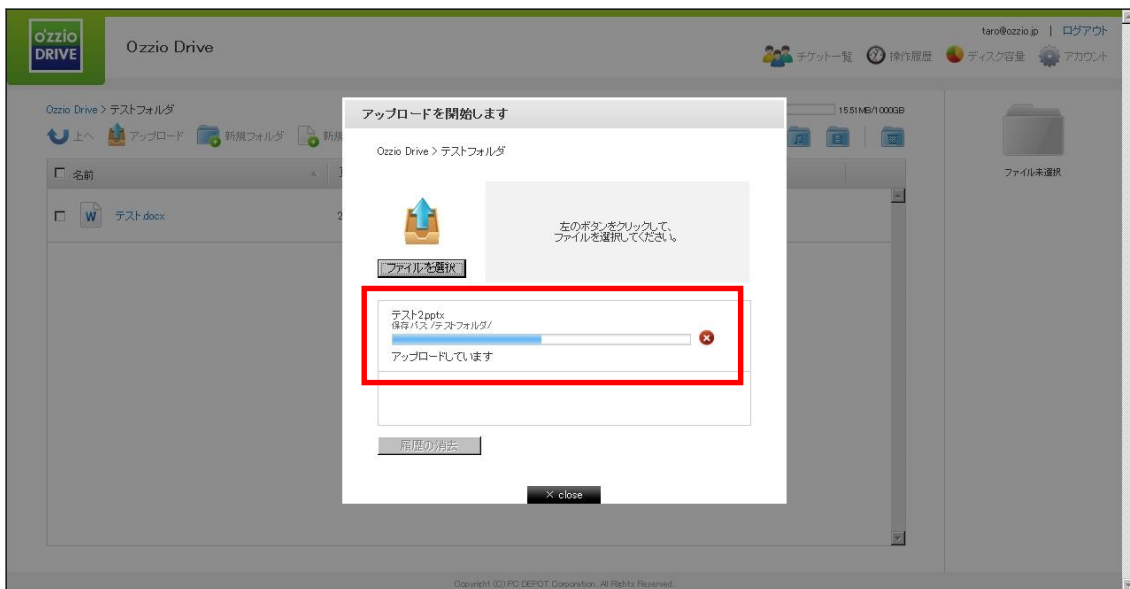 o'zzio
DRIVE
Ozzio Drive
taro@ozzio.jp | ログアウト
チケット一覧 操作履歴 ディスク容量 アカウント
Ozzio Drive > テストフォルダ
15.51MB/1000GB
上へ アップロード 新規フォルダ 新規
名前
テスト.docx
2
ファイル未選択
アップロードを開始します
Ozzio Drive > テストフォルダ
左のボタンをクリックして、
ファイルを選択してください。
ファイルを選択
テスト2.pptx
保存パス:/テストフォルダ/
アップロードしています
履歴の消去
× close
Copyright (C) PC DEPOT Corporation. All Rights Reserved.